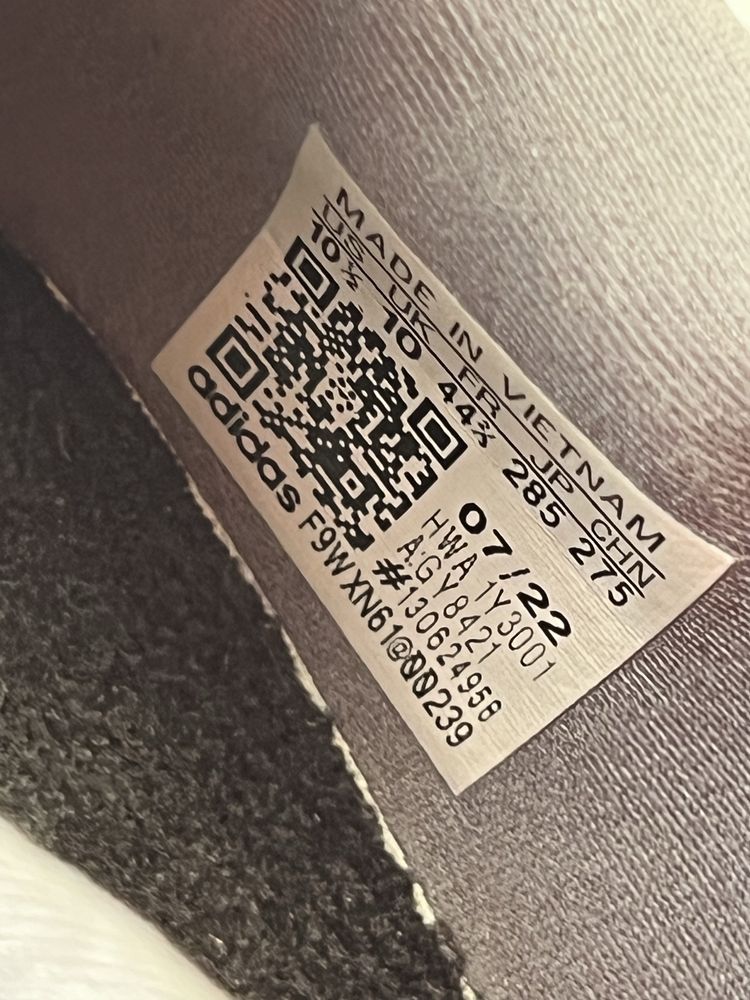 MADE IN VIETNAM
US UK FR JP CHN
10½ 10 44⅔ 285 275
07/22
HWA 1Y3001
A:GY8421
#130624958
adidas F9WXN61@00239